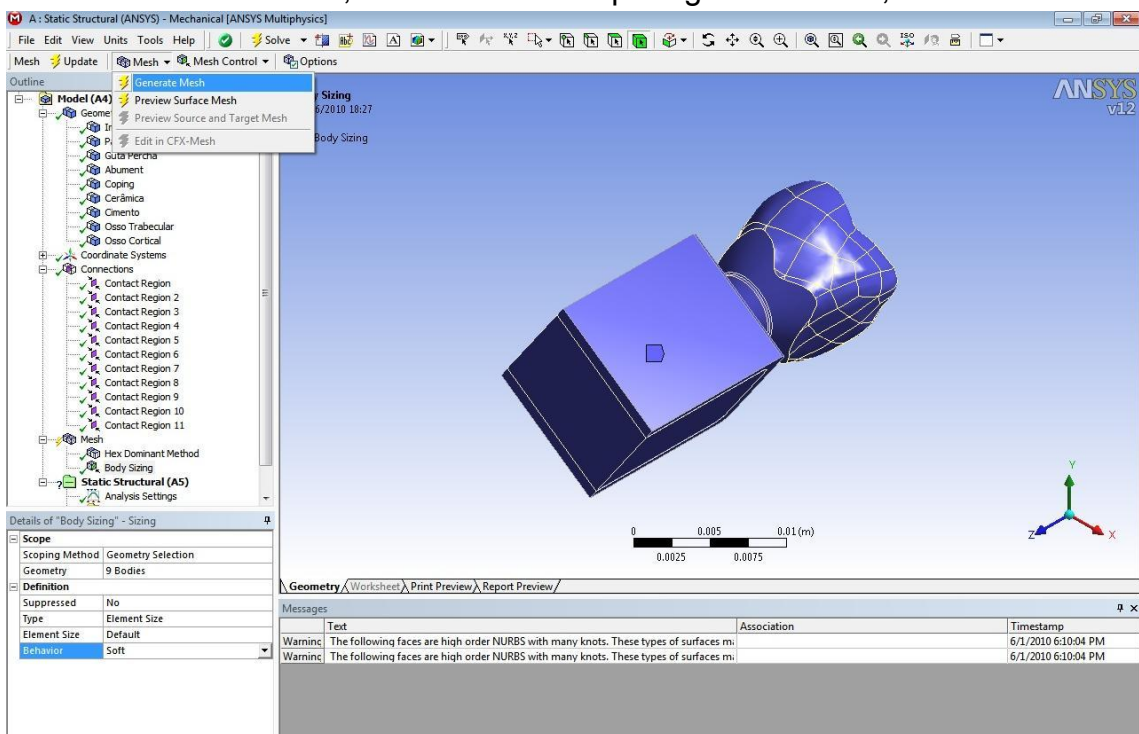 A : Static Structural (ANSYS) - Mechanical [ANSYS Multiphysics]
File Edit View Units Tools Help Solve
Mesh Update Mesh Mesh Control Options
Outline
Generate Mesh
Preview Surface Mesh
Preview Source and Target Mesh
Edit in CFX-Mesh
Model (A4)
Guta Percha
Abument
Coping
Cerâmica
Cimento
Osso Trabecular
Osso Cortical
Coordinate Systems
Connections
Contact Region
Contact Region 2
Contact Region 3
Contact Region 4
Contact Region 5
Contact Region 6
Contact Region 7
Contact Region 8
Contact Region 9
Contact Region 10
Contact Region 11
Mesh
Hex Dominant Method
Body Sizing
Static Structural (A5)
Analysis Settings
Sizing
/2010 18:27
Body Sizing
ANSYS
v12
0 0.005 0.01 (m)
0.0025 0.0075
Y
Z X
Details of "Body Sizing" - Sizing
Scope
Scoping Method Geometry Selection
Geometry 9 Bodies
Definition
Suppressed No
Type Element Size
Element Size Default
Behavior Soft
Geometry Worksheet Print Preview Report Preview
Messages
Text Association Timestamp
Warning The following faces are high order NURBS with many knots. These types of surfaces m 6/1/2010 6:10:04 PM
Warning The following faces are high order NURBS with many knots. These types of surfaces m 6/1/2010 6:10:04 PM